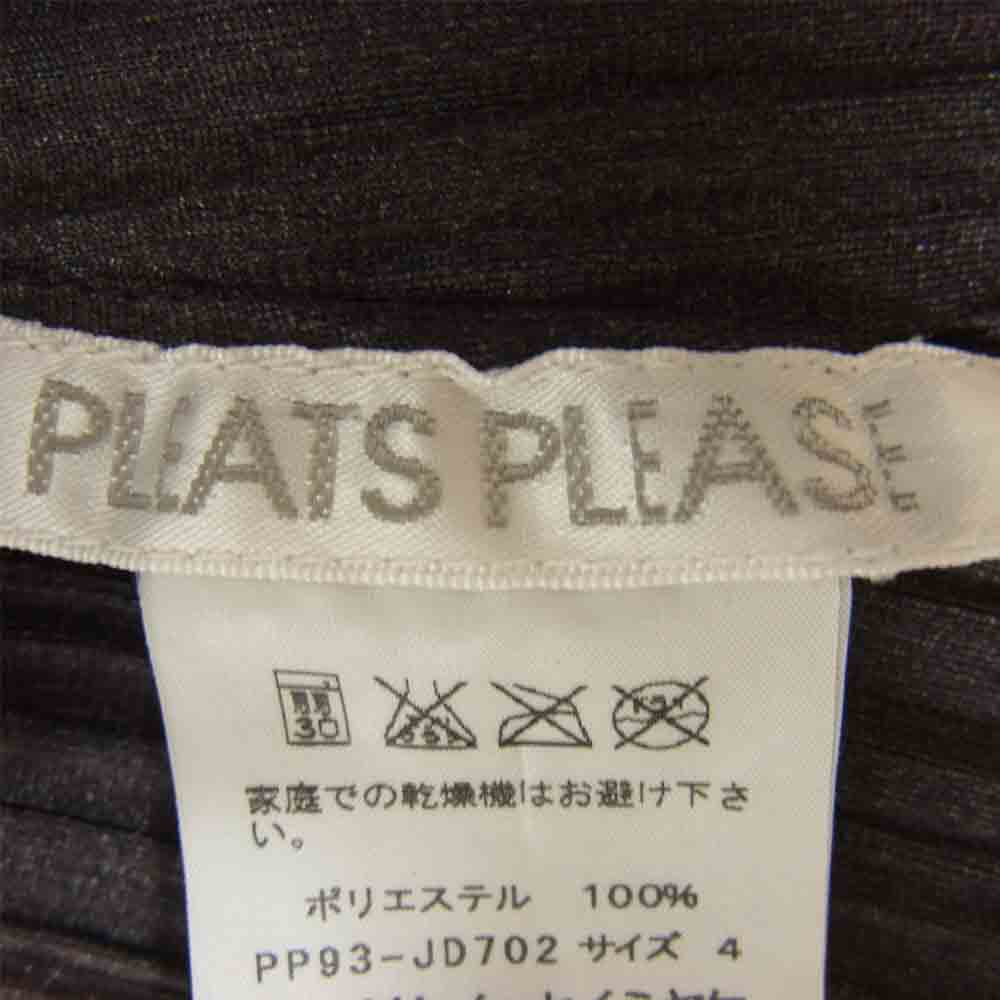 PLEATS PLEASE
家庭での乾燥機はお避け下さ
い。
ポリエステル 100%
PP93-JD702 サイズ 4